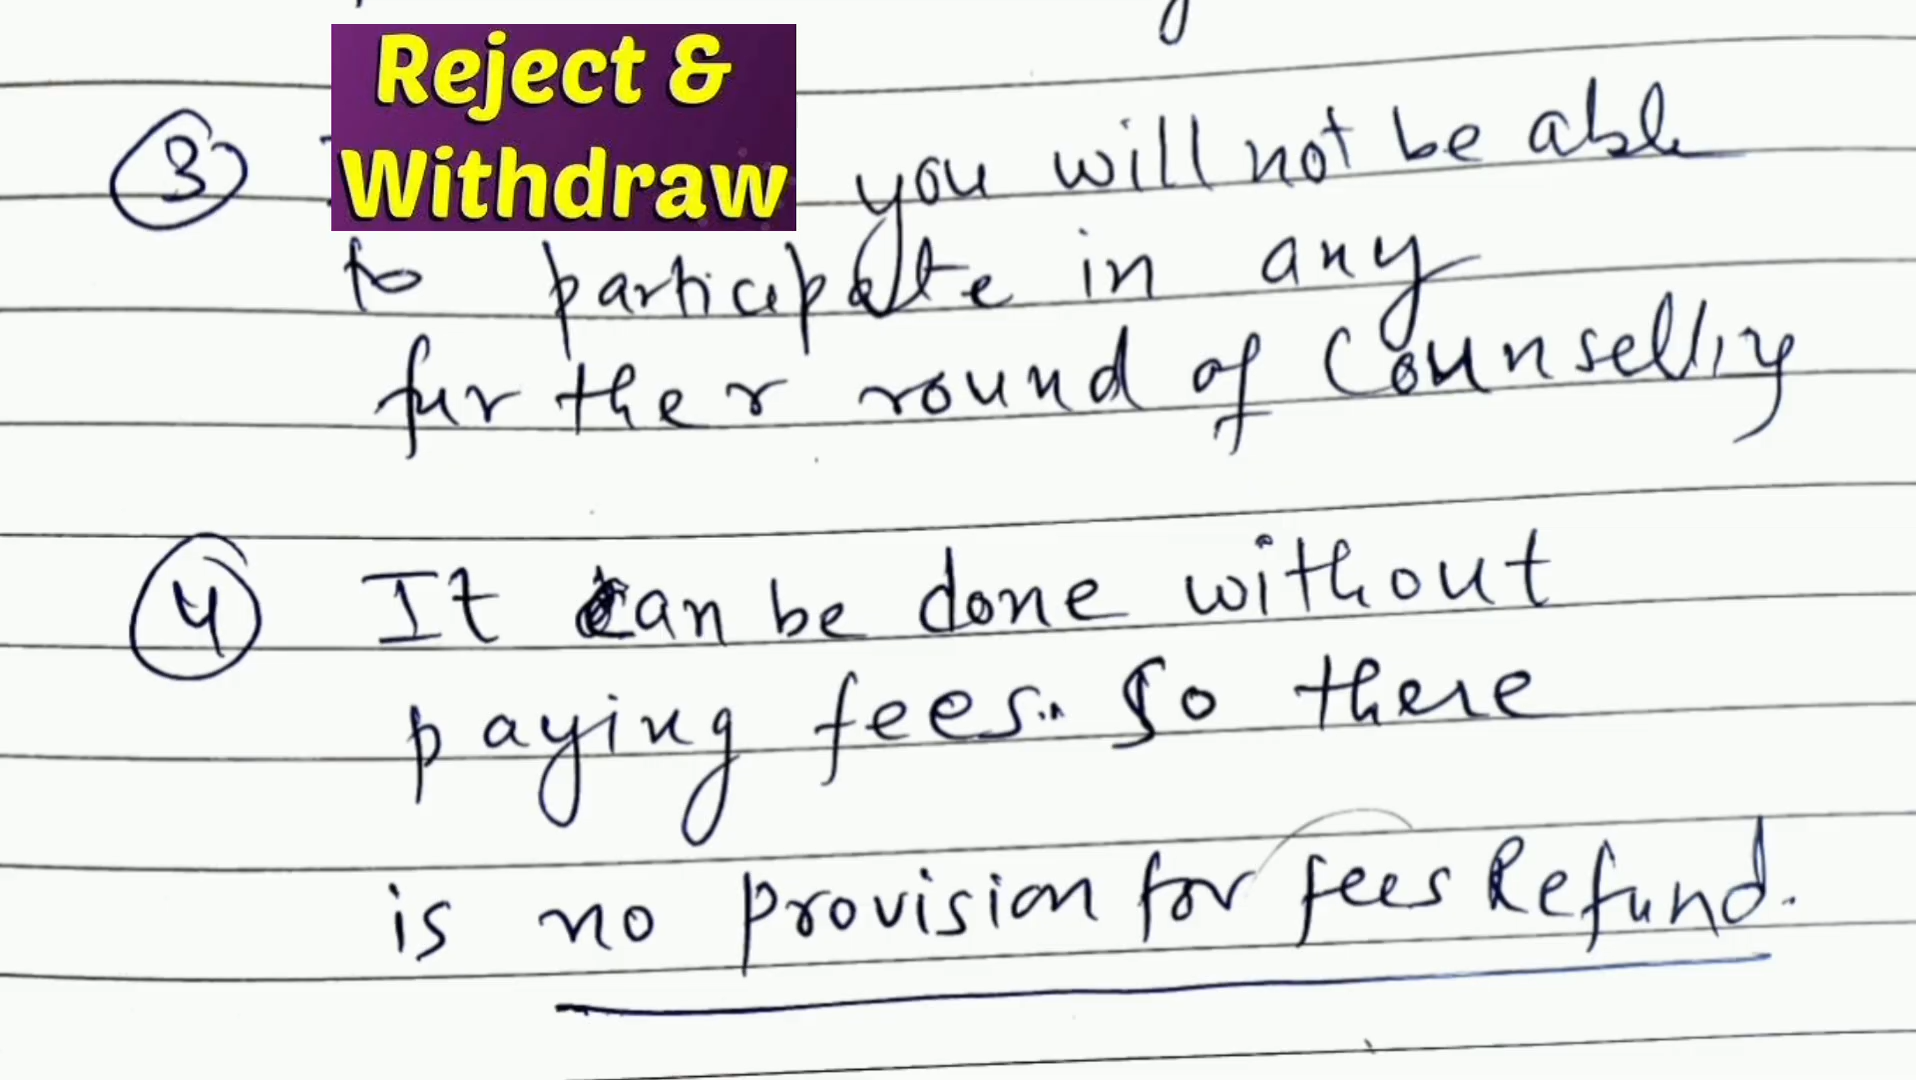 Reject &
Withdraw
3 you will not be able
to participate in any
further round of Counselling
4 It can be done without
paying fees. So there
is no provision for fees Refund.